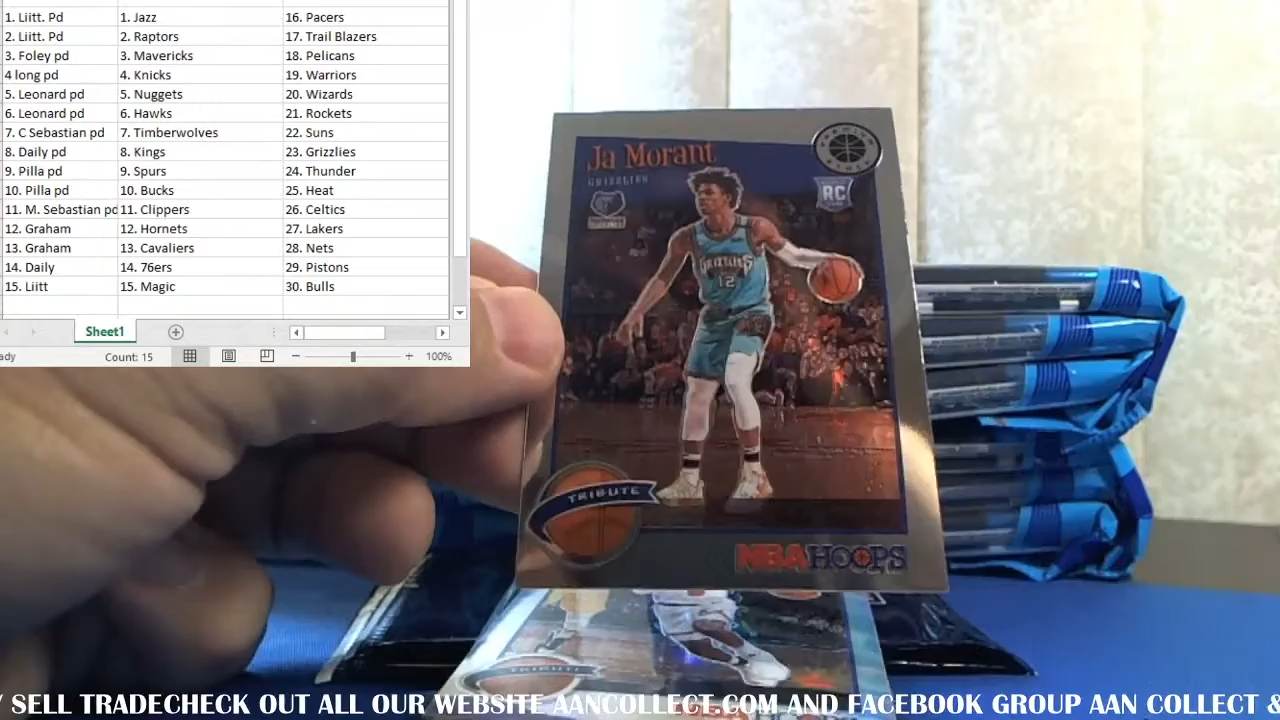 1. Liitt. Pd 1. Jazz 16. Pacers
2. Liitt. Pd 2. Raptors 17. Trail Blazers
3. Foley pd 3. Mavericks 18. Pelicans
4 long pd 4. Knicks 19. Warriors
5. Leonard pd 5. Nuggets 20. Wizards
6. Leonard pd 6. Hawks 21. Rockets
7. C Sebastian pd 7. Timberwolves 22. Suns
8. Daily pd 8. Kings 23. Grizzlies
9. Pilla pd 9. Spurs 24. Thunder
10. Pilla pd 10. Bucks 25. Heat
11. M. Sebastian pd 11. Clippers 26. Celtics
12. Graham 12. Hornets 27. Lakers
13. Graham 13. Cavaliers 28. Nets
14. Daily 14. 76ers 29. Pistons
15. Liitt 15. Magic 30. Bulls
Sheet1
ady Count: 15 100%
Ja Morant
GRIZZLIES
RC
GRIZZLIES
12
TRIBUTE
NBA HOOPS
TRIBUTE
Y SELL TRADECHECK OUT ALL OUR WEBSITE AANCOLLECT.COM AND FACEBOOK GROUP AAN COLLECT &